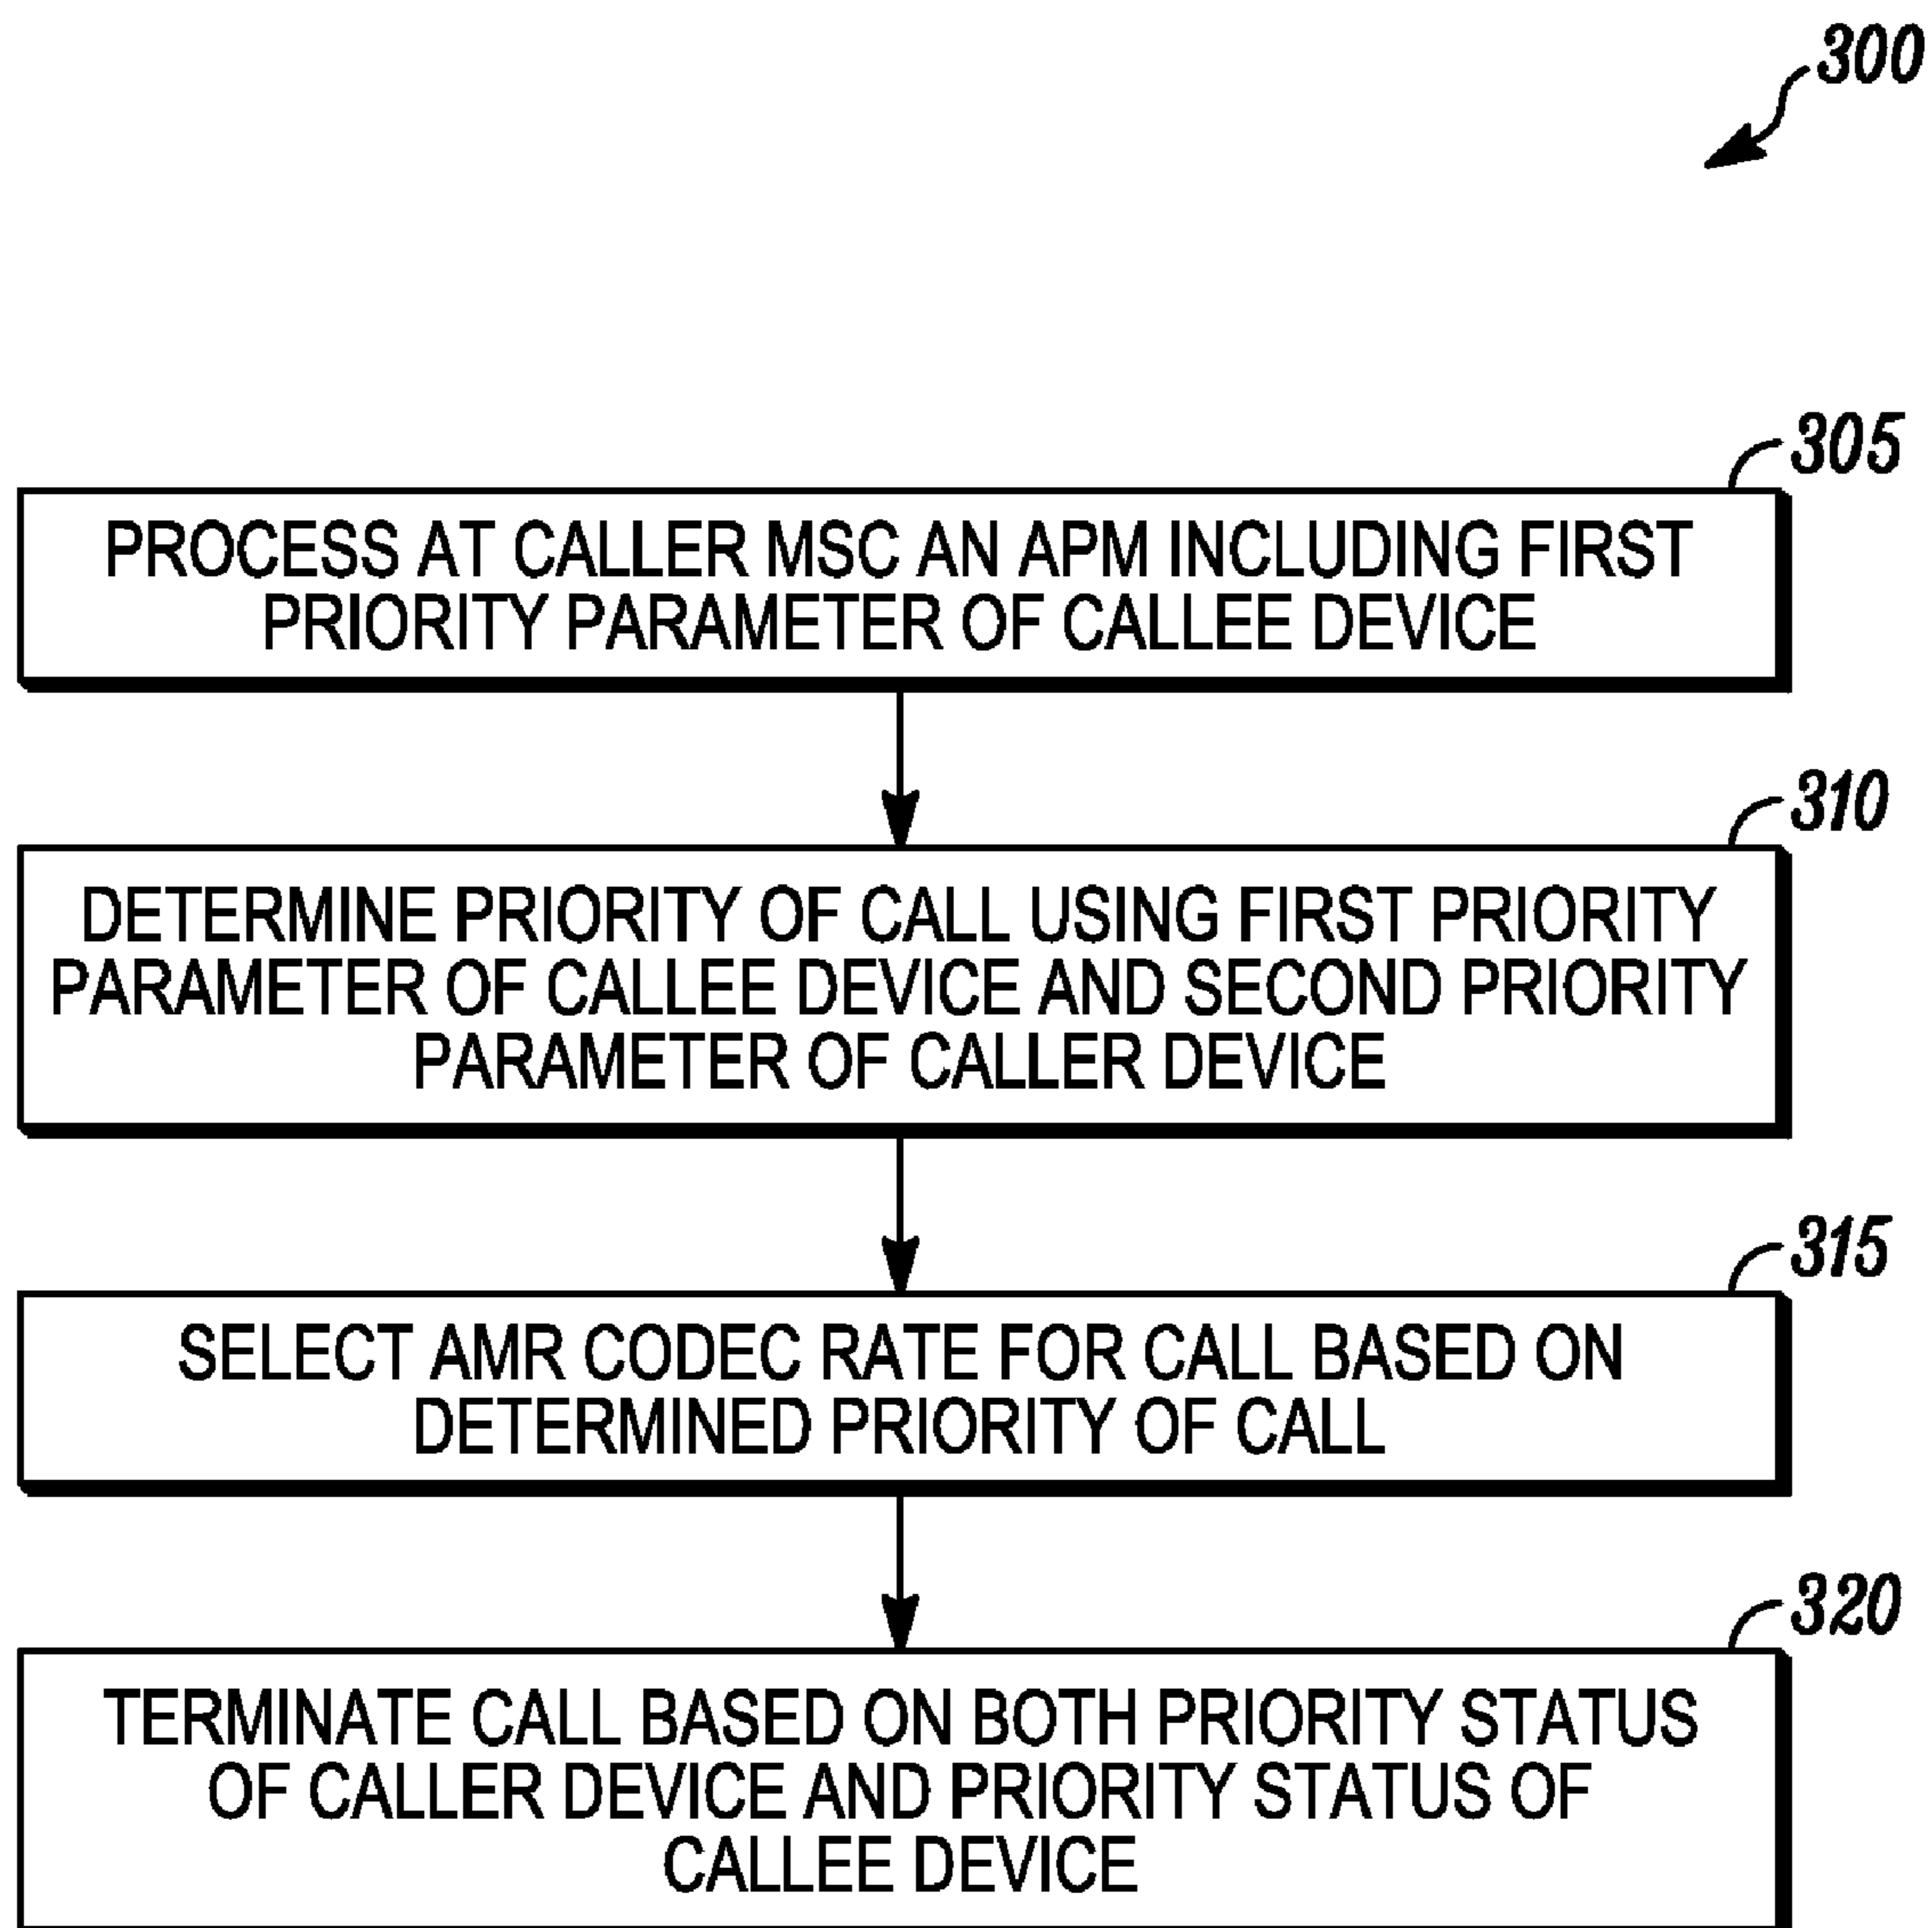 300
305
PROCESS AT CALLER MSC AN APM INCLUDING FIRST
PRIORITY PARAMETER OF CALLEE DEVICE
310
DETERMINE PRIORITY OF CALL USING FIRST PRIORITY
PARAMETER OF CALLEE DEVICE AND SECOND PRIORITY
PARAMETER OF CALLER DEVICE
315
SELECT AMR CODEC RATE FOR CALL BASED ON
DETERMINED PRIORITY OF CALL
320
TERMINATE CALL BASED ON BOTH PRIORITY STATUS
OF CALLER DEVICE AND PRIORITY STATUS OF
CALLEE DEVICE